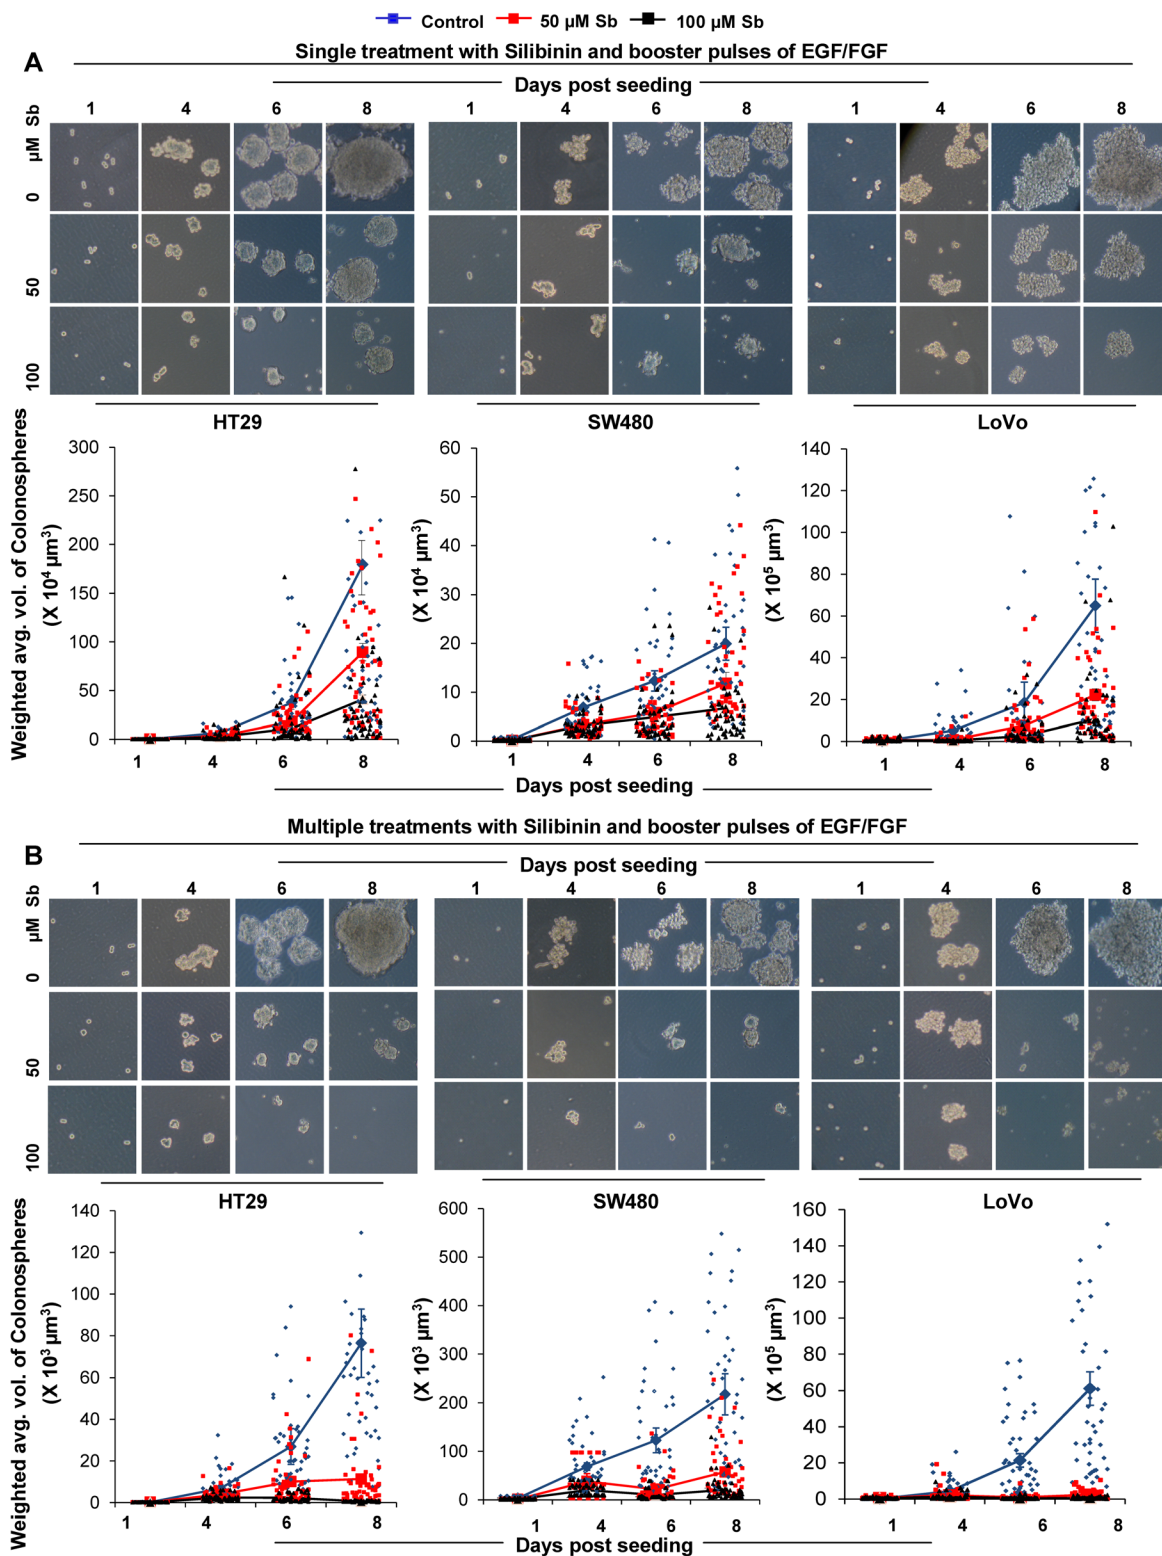 Control 50 µM Sb 100 µM Sb
A
Single treatment with Silibinin and booster pulses of EGF/FGF
Days post seeding
1 4 6 8 1 4 6 8 1 4 6 8
µM Sb
0
50
100
HT29 SW480 LoVo
Weighted avg. vol. of Colonospheres
(X 10⁴ µm³)
300
250
200
150
100
50
0
1 4 6 8
(X 10⁴ µm³)
60
50
40
30
20
10
0
1 4 6 8
(X 10⁵ µm³)
140
120
100
80
60
40
20
0
1 4 6 8
Days post seeding
B
Multiple treatments with Silibinin and booster pulses of EGF/FGF
Days post seeding
1 4 6 8 1 4 6 8 1 4 6 8
µM Sb
0
50
100
HT29 SW480 LoVo
Weighted avg. vol. of Colonospheres
(X 10³ µm³)
140
120
100
80
60
40
20
0
1 4 6 8
(X 10³ µm³)
600
500
400
300
200
100
0
1 4 6 8
(X 10⁵ µm³)
160
140
120
100
80
60
40
20
0
1 4 6 8
Days post seeding